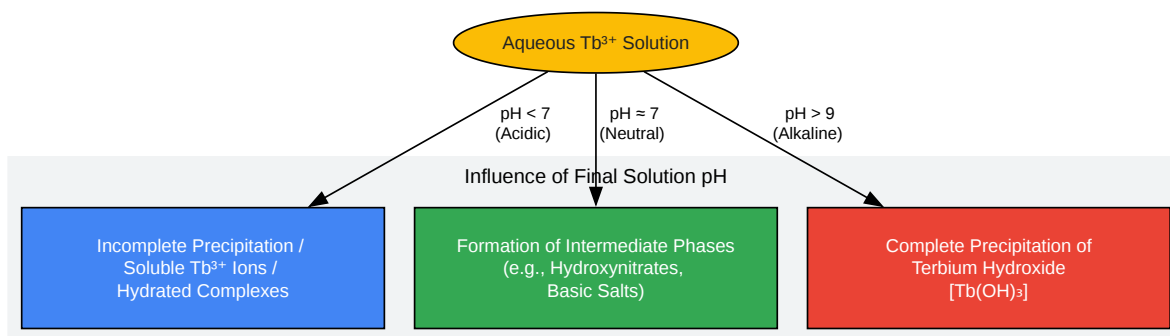 Aqueous Tb³⁺ Solution
pH < 7
(Acidic)
pH ≈ 7
(Neutral)
pH > 9
(Alkaline)
Influence of Final Solution pH
Incomplete Precipitation /
Soluble Tb³⁺ Ions /
Hydrated Complexes
Formation of Intermediate Phases
(e.g., Hydroxynitrates,
Basic Salts)
Complete Precipitation of
Terbium Hydroxide
[Tb(OH)₃]